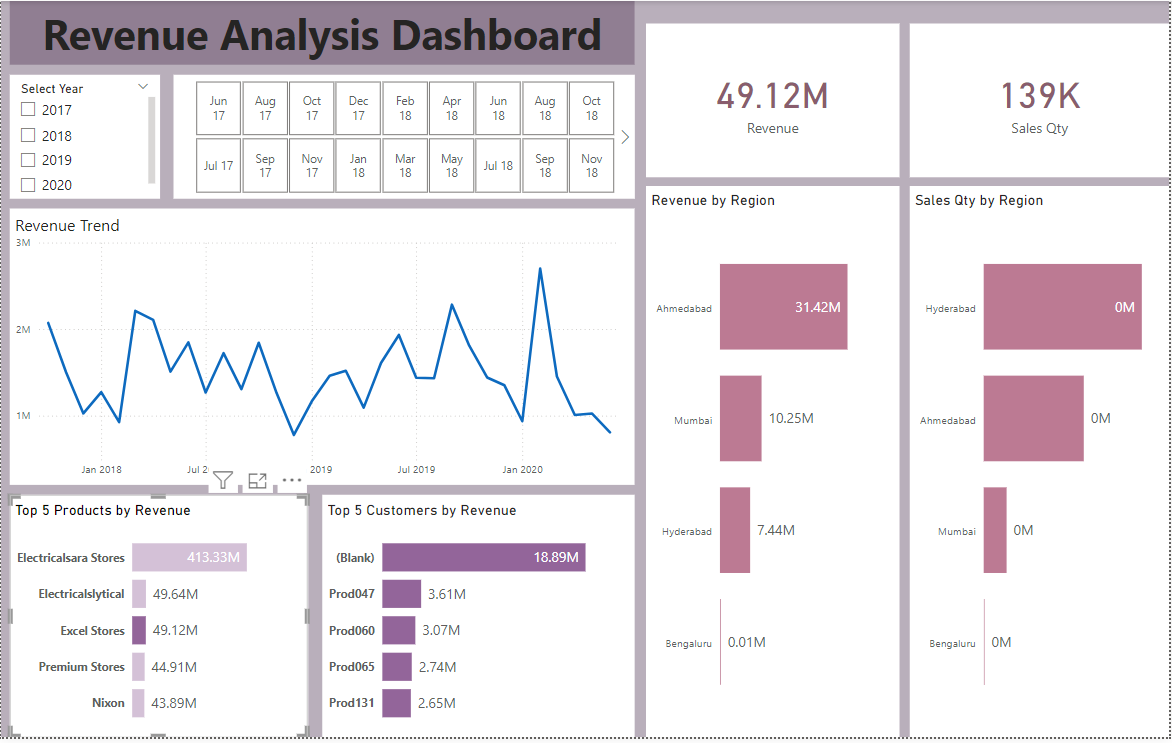 Revenue Analysis Dashboard
Select Year
2017
2018
2019
2020
Jun 17
Aug 17
Oct 17
Dec 17
Feb 18
Apr 18
Jun 18
Aug 18
Oct 18
Jul 17
Sep 17
Nov 17
Jan 18
Mar 18
May 18
Jul 18
Sep 18
Nov 18
49.12M
Revenue
139K
Sales Qty
Revenue Trend
3M
2M
1M
Jan 2018
Jul 2
2019
Jul 2019
Jan 2020
Top 5 Products by Revenue
Electricalsara Stores 413.33M
Electricalslytical 49.64M
Excel Stores 49.12M
Premium Stores 44.91M
Nixon 43.89M
Top 5 Customers by Revenue
(Blank) 18.89M
Prod047 3.61M
Prod060 3.07M
Prod065 2.74M
Prod131 2.65M
Revenue by Region
Ahmedabad 31.42M
Mumbai 10.25M
Hyderabad 7.44M
Bengaluru 0.01M
Sales Qty by Region
Hyderabad 0M
Ahmedabad 0M
Mumbai 0M
Bengaluru 0M